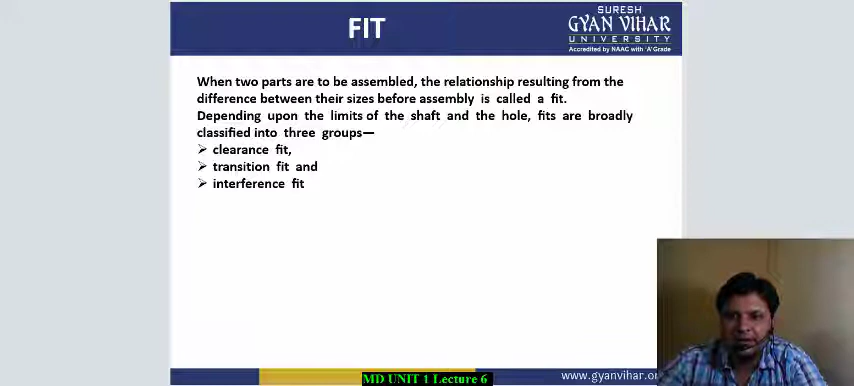 FIT
SURESH
GYAN VIHAR
UNIVERSITY
Accredited by NAAC with 'A' Grade
When two parts are to be assembled, the relationship resulting from the
difference between their sizes before assembly is called a fit.
Depending upon the limits of the shaft and the hole, fits are broadly
classified into three groups—
➢ clearance fit,
➢ transition fit and
➢ interference fit
www.gyanvihar.or
MD UNIT 1 Lecture 6